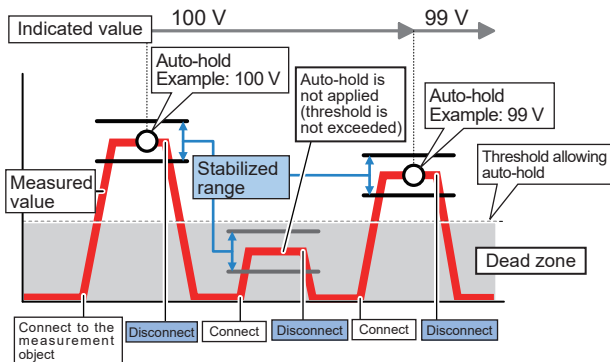 100 V
99 V
Indicated value
Auto-hold
Example: 100 V
Auto-hold is
not applied
(threshold is
not exceeded)
Auto-hold
Example: 99 V
Measured
value
Stabilized
range
Threshold allowing
auto-hold
Dead zone
Connect to the
measurement
object
Disconnect
Connect
Disconnect
Connect
Disconnect